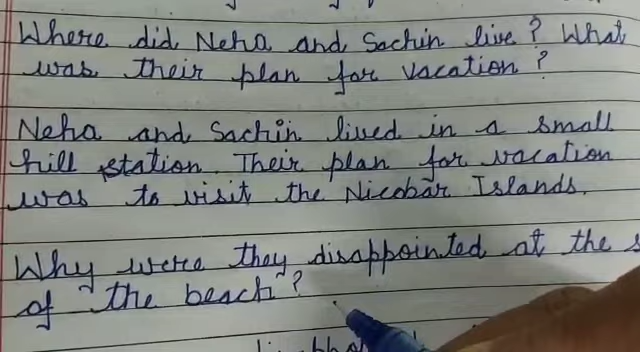 Where did Neha and Sachin live? What
was their plan for vacation?
Neha and Sachin lived in a small
hill station. Their plan for vacation
was to visit the Nicobar Islands.
Why were they disappointed at the
of the beach?